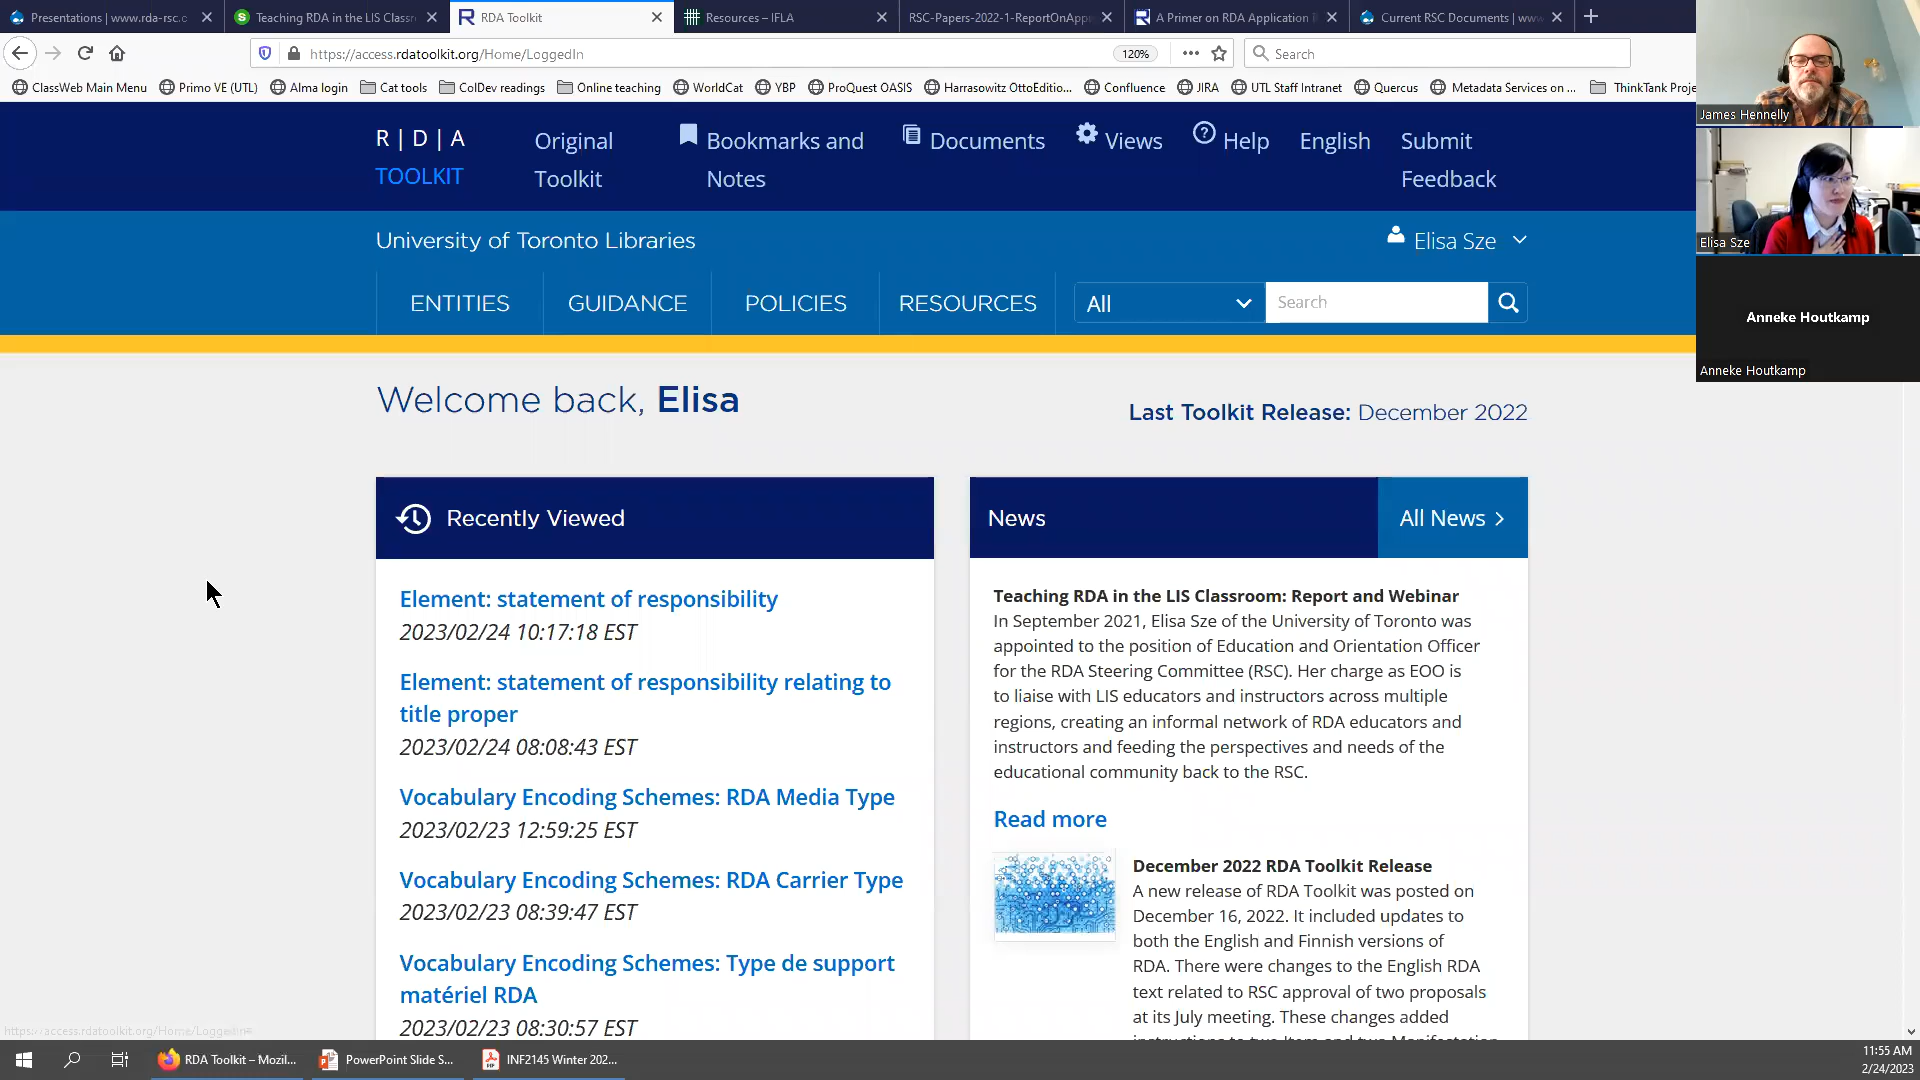 Presentations | www.rda-rsc.c
Teaching RDA in the LIS Classr
RDA Toolkit
Resources – IFLA
RSC-Papers-2022-1-ReportOnApp
A Primer on RDA Application
Current RSC Documents | www
https://access.rdatoolkit.org/Home/LoggedIn
120%
Search
ClassWeb Main Menu
Primo VE (UTL)
Alma login
Cat tools
ColDev readings
Online teaching
WorldCat
YBP
ProQuest OASIS
Harrasowitz OttoEditio...
Confluence
JIRA
UTL Staff Intranet
Quercus
Metadata Services on ...
ThinkTank Proje
R | D | A
TOOLKIT
Original
Toolkit
Bookmarks and
Notes
Documents
Views
Help
English
Submit
Feedback
University of Toronto Libraries
Elisa Sze
ENTITIES
GUIDANCE
POLICIES
RESOURCES
All
Search
Welcome back, Elisa
Last Toolkit Release: December 2022
Recently Viewed
Element: statement of responsibility
2023/02/24 10:17:18 EST
Element: statement of responsibility relating to
title proper
2023/02/24 08:08:43 EST
Vocabulary Encoding Schemes: RDA Media Type
2023/02/23 12:59:25 EST
Vocabulary Encoding Schemes: RDA Carrier Type
2023/02/23 08:39:47 EST
Vocabulary Encoding Schemes: Type de support
matériel RDA
2023/02/23 08:30:57 EST
News
All News
Teaching RDA in the LIS Classroom: Report and Webinar
In September 2021, Elisa Sze of the University of Toronto was
appointed to the position of Education and Orientation Officer
for the RDA Steering Committee (RSC). Her charge as EOO is
to liaise with LIS educators and instructors across multiple
regions, creating an informal network of RDA educators and
instructors and feeding the perspectives and needs of the
educational community back to the RSC.
Read more
December 2022 RDA Toolkit Release
A new release of RDA Toolkit was posted on
December 16, 2022. It included updates to
both the English and Finnish versions of
RDA. There were changes to the English RDA
text related to RSC approval of two proposals
at its July meeting. These changes added
instructions to two Item and two Manifestation
James Hennelly
Elisa Sze
Anneke Houtkamp
Anneke Houtkamp
https://access.rdatoolkit.org/Home/LoggedIn#
RDA Toolkit – Mozil...
PowerPoint Slide S...
INF2145 Winter 202...
11:55 AM
2/24/2023